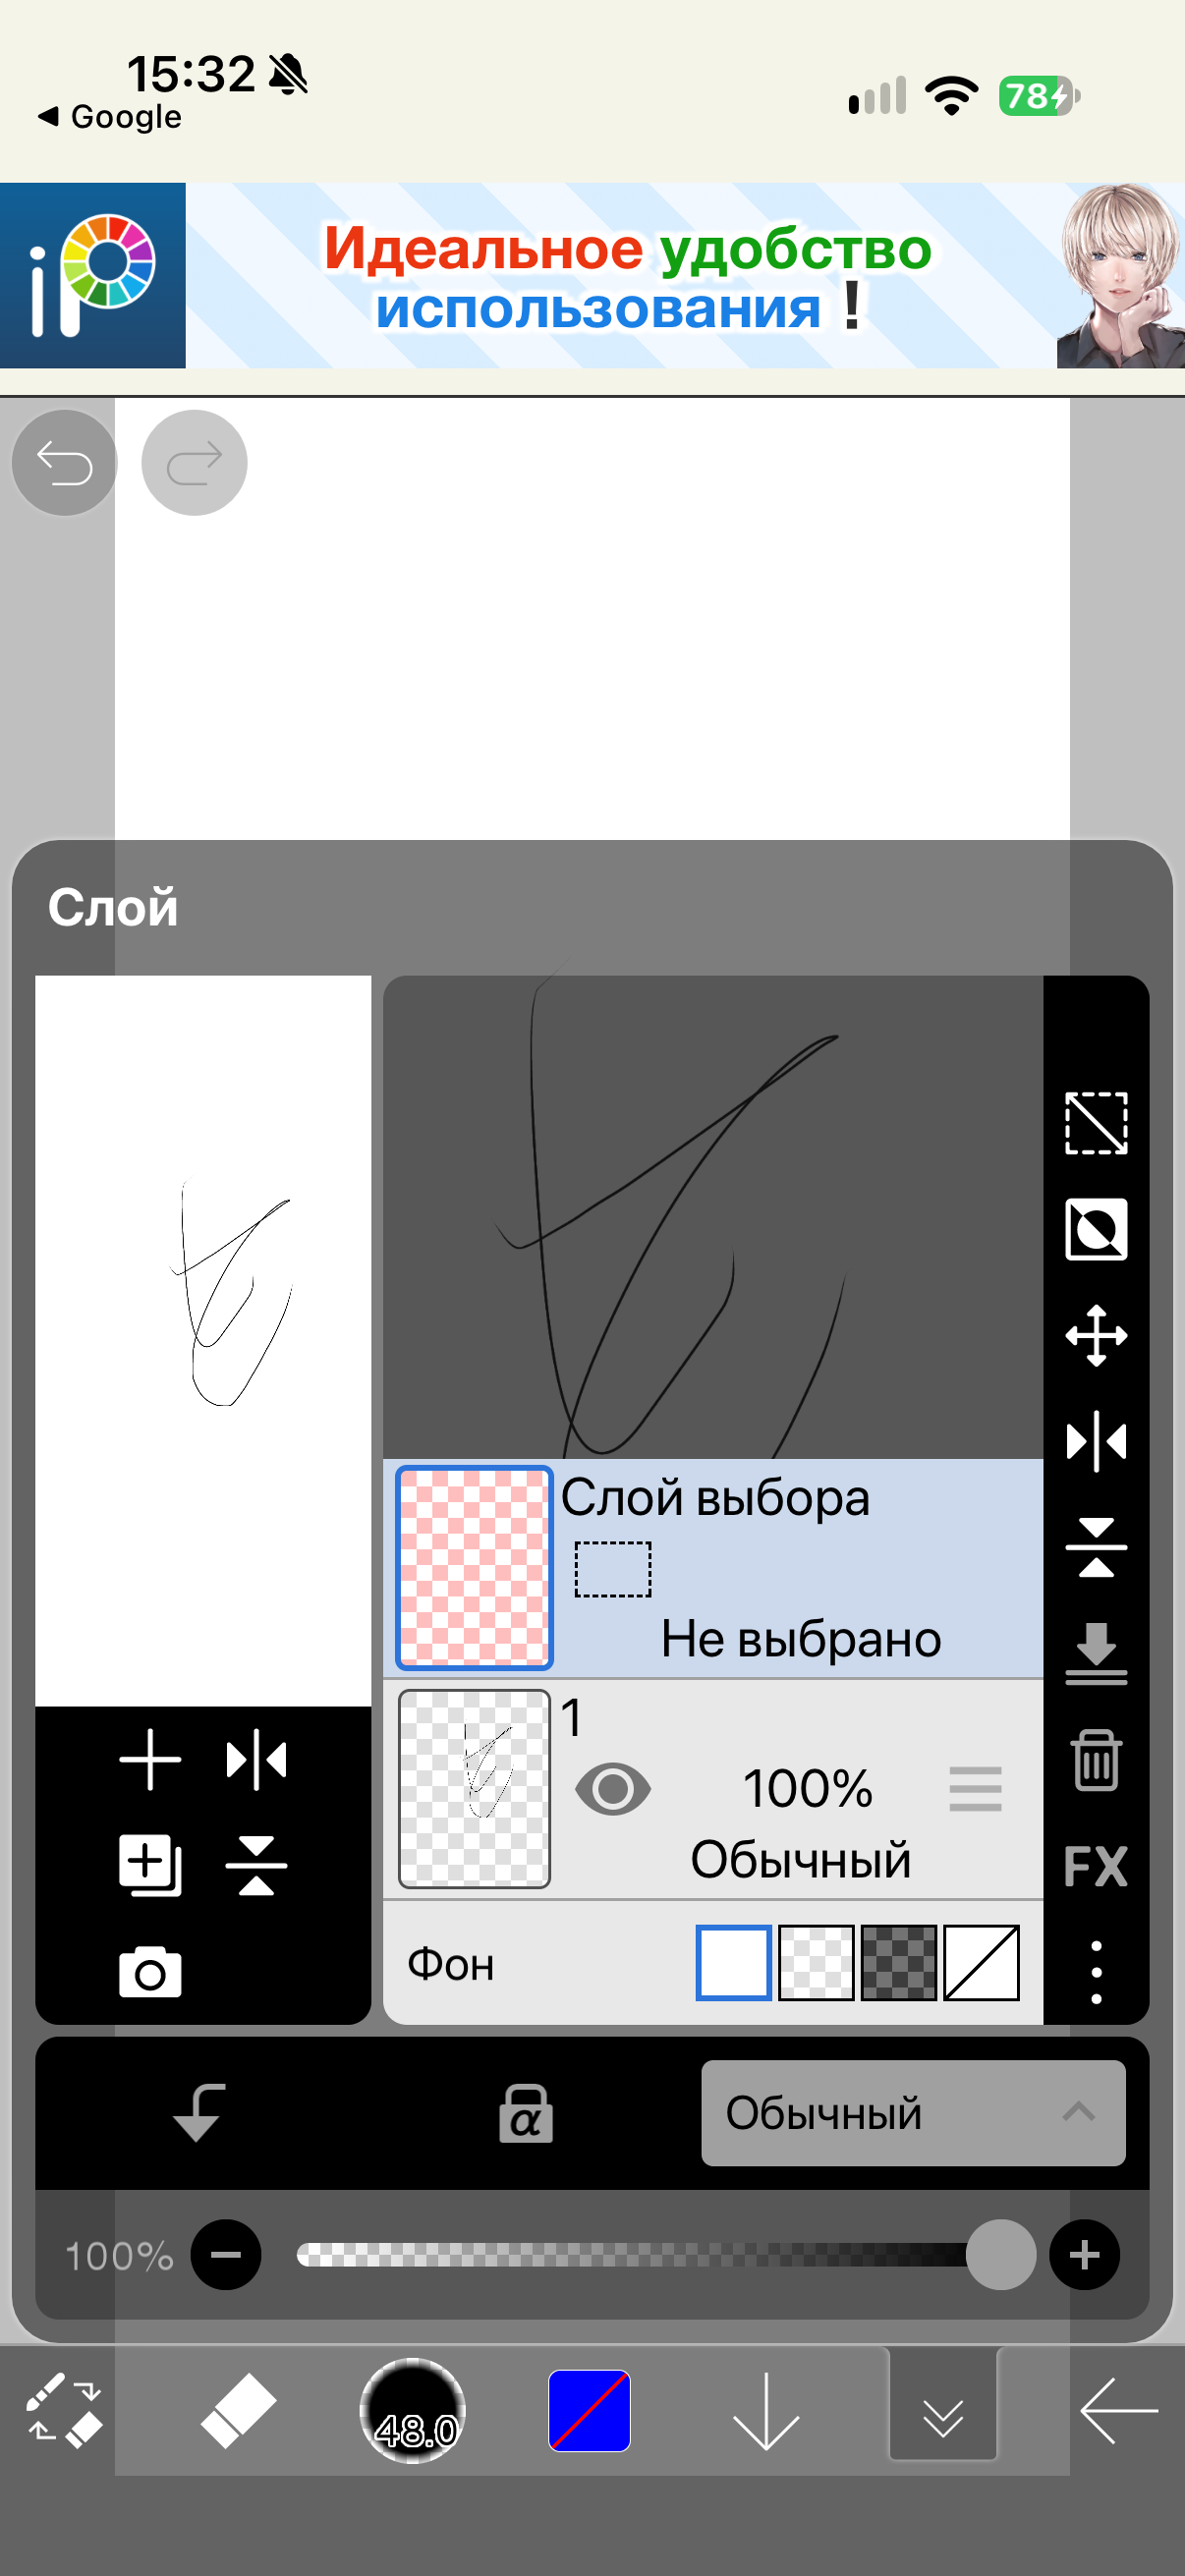 15:32
Google
78
iP
Идеальное удобство
использования!
Слой
Слой выбора
Не выбрано
1
100%
Обычный
Фон
FX
α
Обычный
100%
48.0